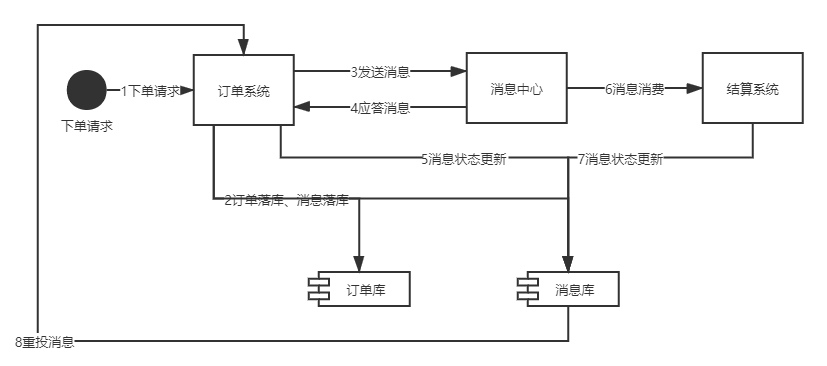 3发送消息
1下单请求
订单系统
消息中心
6消息消费
结算系统
4应答消息
下单请求
5消息状态更新
7消息状态更新
2订单落库、消息落库
订单库
消息库
8重投消息